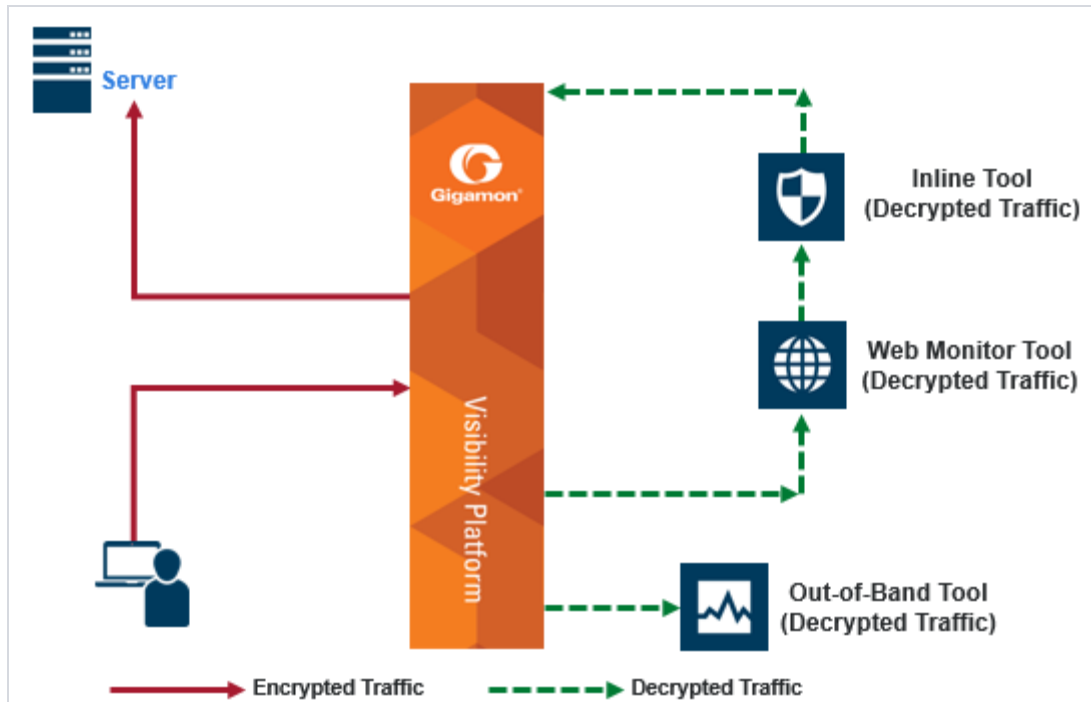 Server
Gigamon®
Visibility Platform
Inline Tool
(Decrypted Traffic)
Web Monitor Tool
(Decrypted Traffic)
Out-of-Band Tool
(Decrypted Traffic)
Encrypted Traffic
Decrypted Traffic